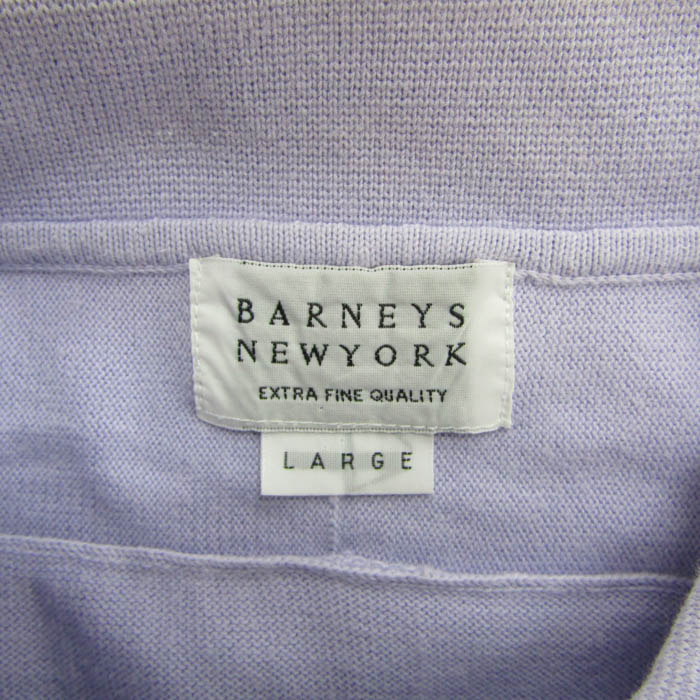 BARNEYS
NEWYORK
EXTRA FINE QUALITY
LARGE